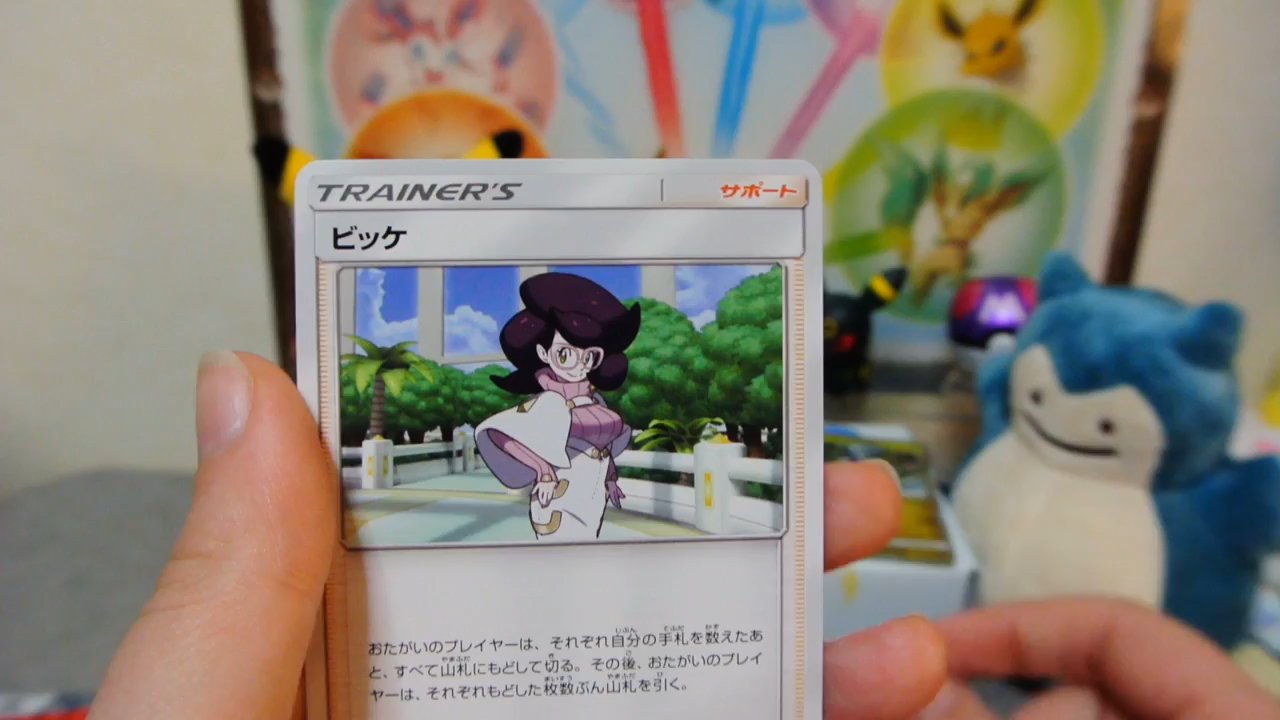 TRAINER'S サポート
ビッケ
おたがいのプレイヤーは、それぞれ自分の手札を数えたあ
と、すべて山札にもどして切る。その後、おたがいのプレイ
ヤーは、それぞれもどした枚数ぶん山札を引く。